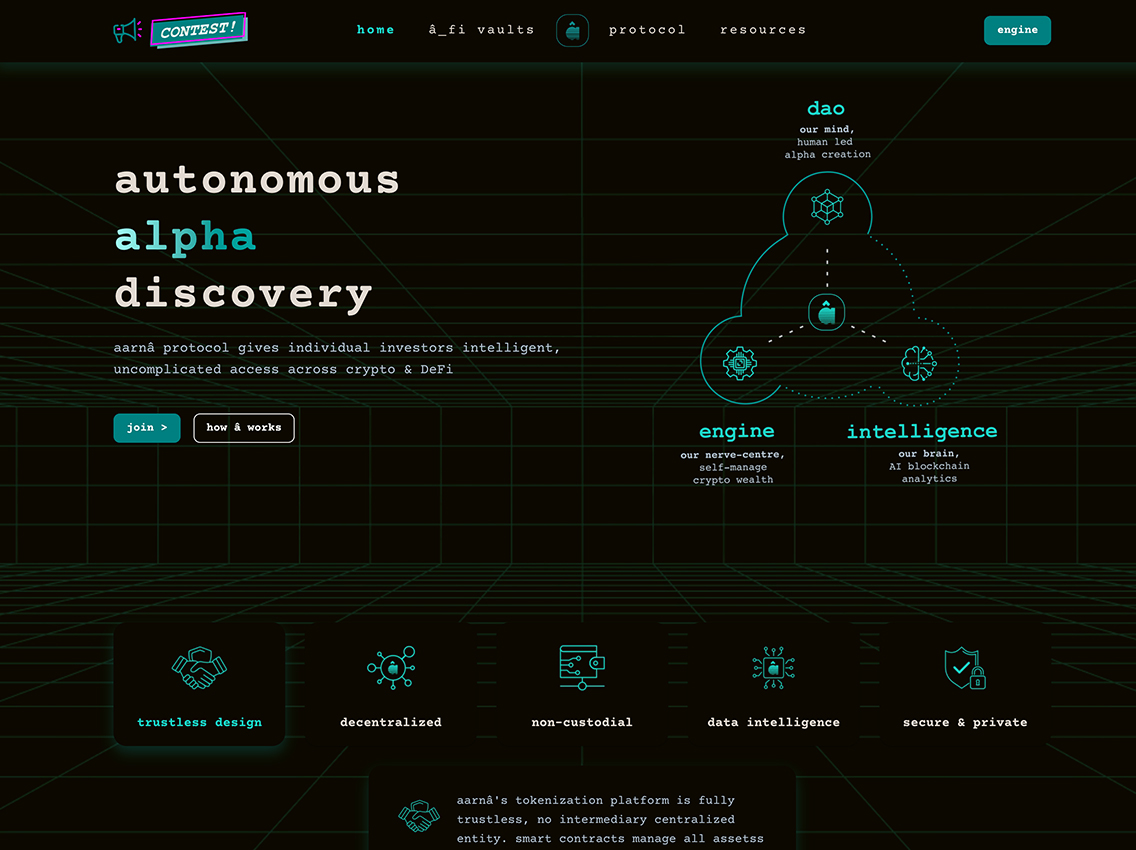 CONTEST!
home
â_fi vaults
â
protocol
resources
engine
autonomous
alpha
discovery
aarnâ protocol gives individual investors intelligent,
uncomplicated access across crypto & DeFi
join >
how â works
dao
our mind,
human led
alpha creation
â
engine
our nerve-centre,
self-manage
crypto wealth
intelligence
our brain,
AI blockchain
analytics
trustless design
â
decentralized
non-custodial
â
data intelligence
secure & private
aarnâ's tokenization platform is fully
trustless, no intermediary centralized
entity. smart contracts manage all assetss